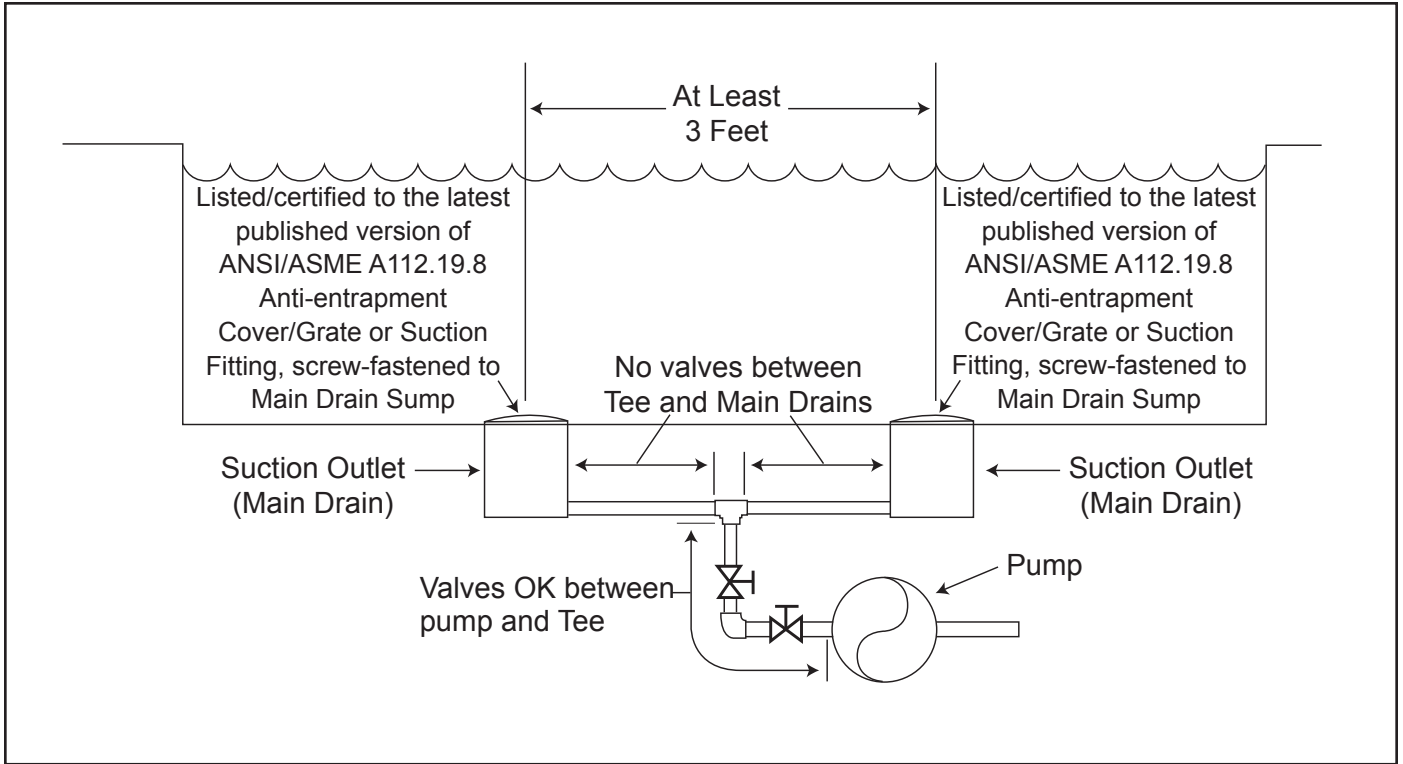 At Least
3 Feet
Listed/certified to the latest
published version of
ANSI/ASME A112.19.8
Anti-entrapment
Cover/Grate or Suction
Fitting, screw-fastened to
Main Drain Sump
Listed/certified to the latest
published version of
ANSI/ASME A112.19.8
Anti-entrapment
Cover/Grate or Suction
Fitting, screw-fastened to
Main Drain Sump
No valves between
Tee and Main Drains
Suction Outlet
(Main Drain)
Suction Outlet
(Main Drain)
Valves OK between
pump and Tee
Pump